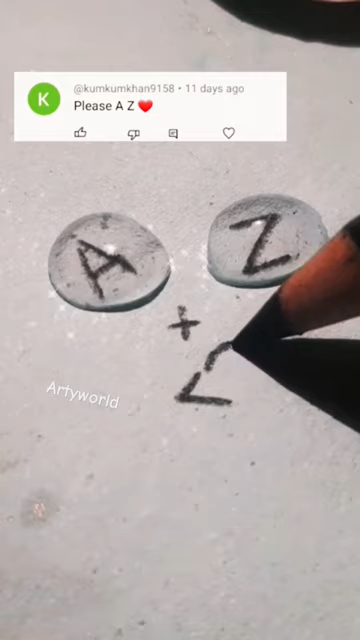 K
@kumkumkhan9158 • 11 days ago
Please A Z ❤️
A Z
+
Artyworld